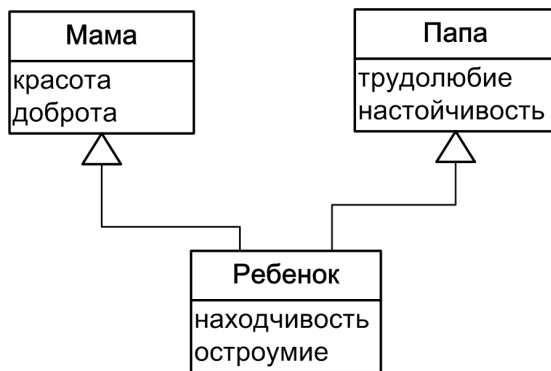 Мама
красота
доброта
Папа
трудолюбие
настойчивость
Ребенок
находчивость
остроумие